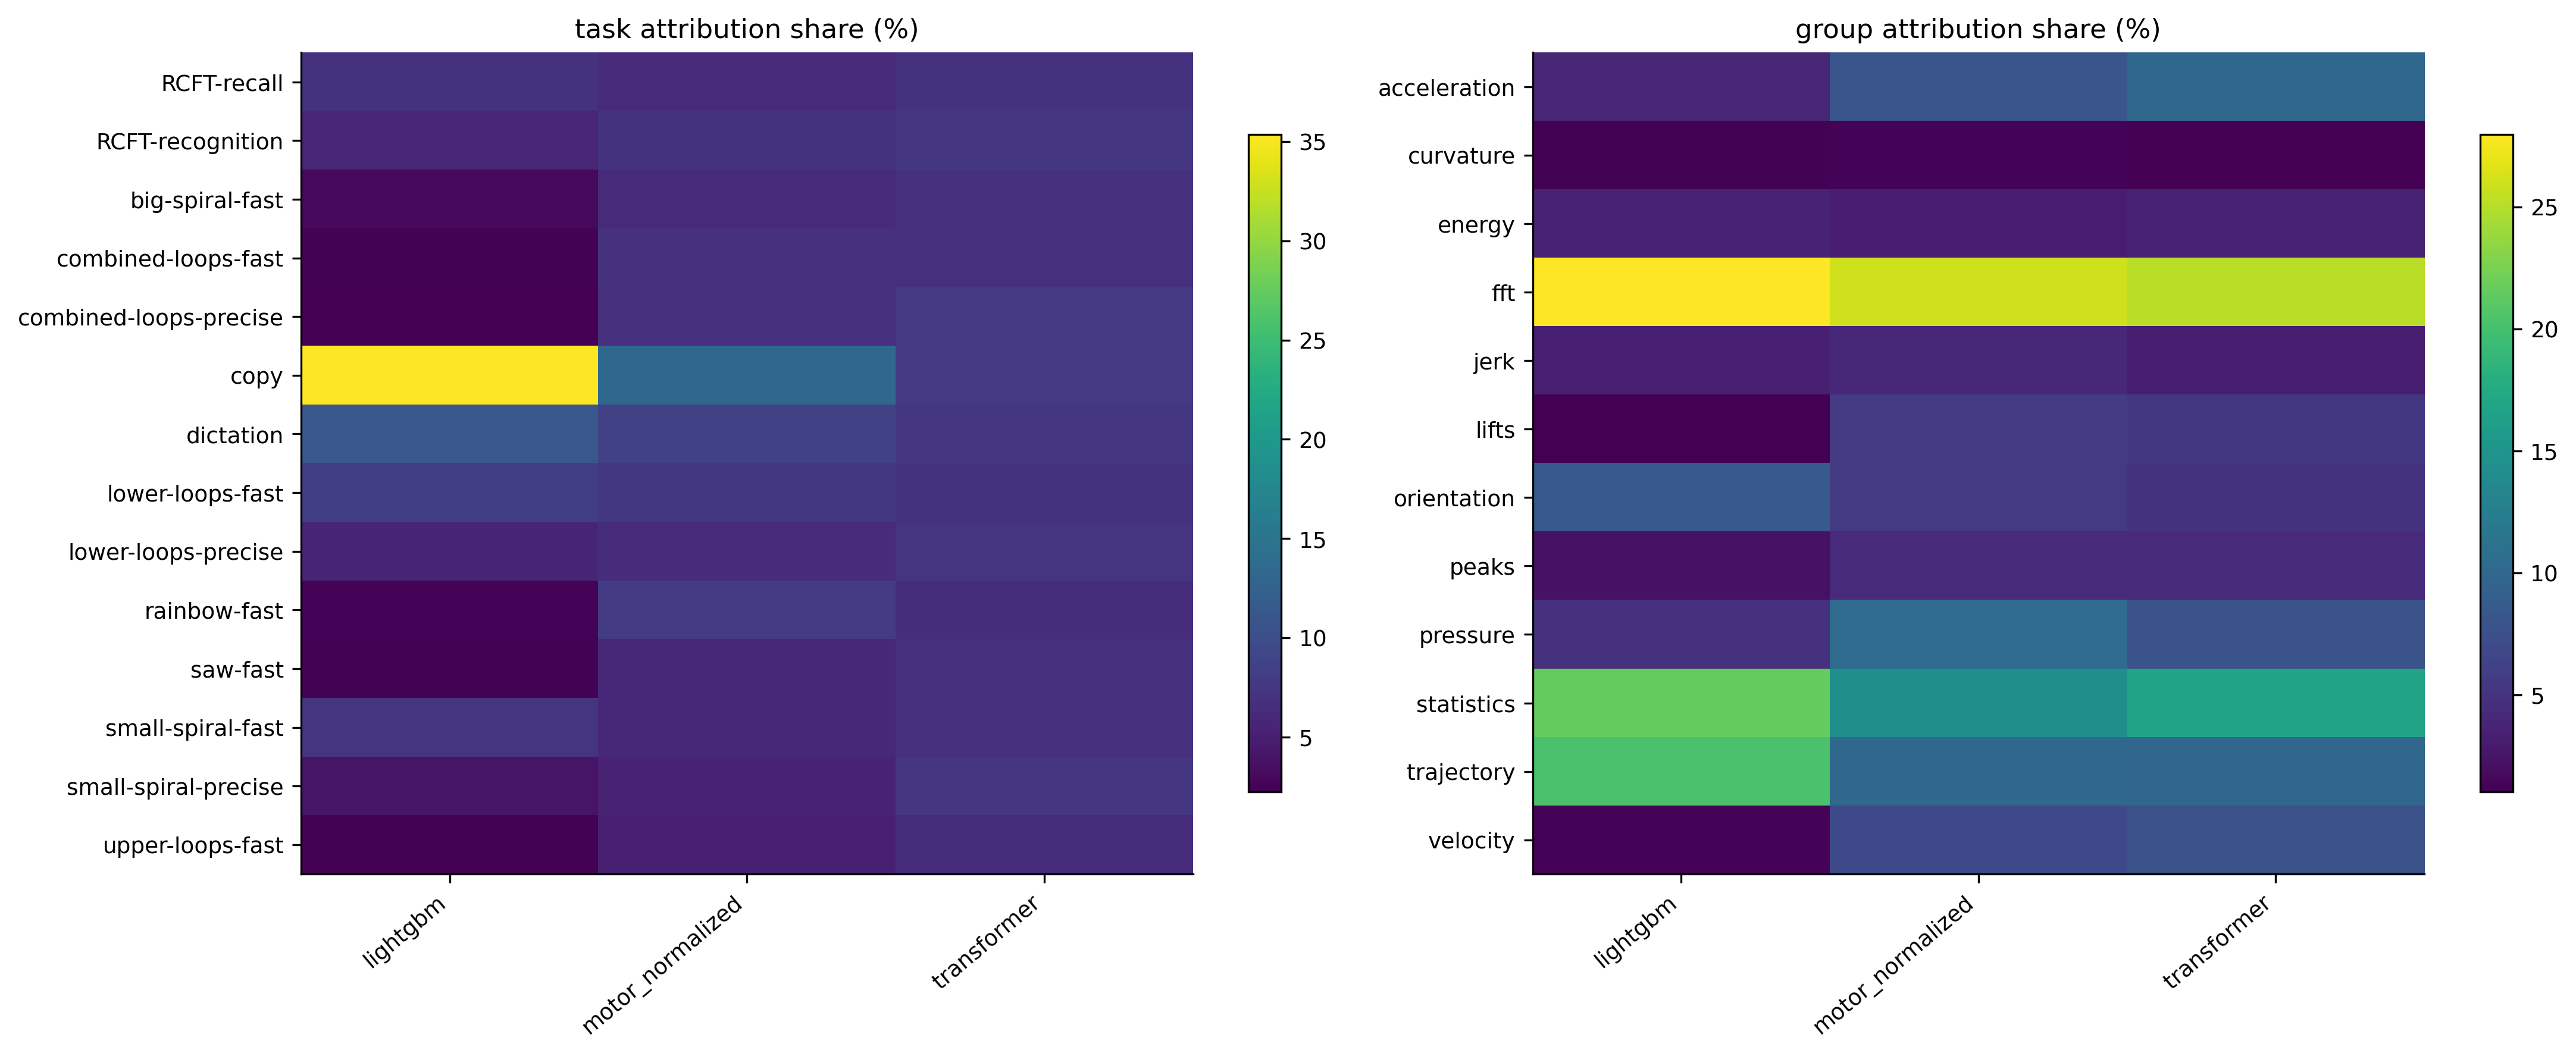 task attribution share (%)
RCFT-recall
RCFT-recognition
big-spiral-fast
combined-loops-fast
combined-loops-precise
copy
dictation
lower-loops-fast
lower-loops-precise
rainbow-fast
saw-fast
small-spiral-fast
small-spiral-precise
upper-loops-fast
lightgbm
motor_normalized
transformer
35
30
25
20
15
10
5
group attribution share (%)
acceleration
curvature
energy
fft
jerk
lifts
orientation
peaks
pressure
statistics
trajectory
velocity
lightgbm
motor_normalized
transformer
25
20
15
10
5